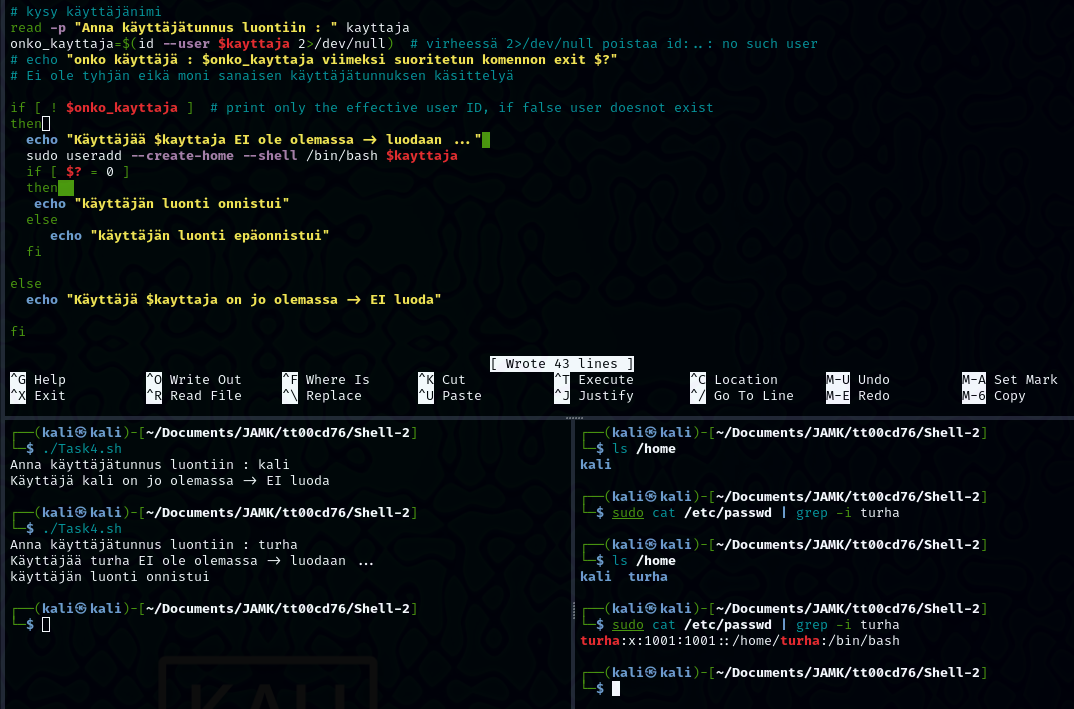 # kysy käyttäjänimi
read -p "Anna käyttäjätunnus luontiin : " kayttaja
onko_kayttaja=$(id --user $kayttaja 2>/dev/null)  # virheessä 2>/dev/null poistaa id:..: no such user
# echo "onko käyttäjä : $onko_kayttaja viimeksi suoritetun komennon exit $?"
# Ei ole tyhjän eikä moni sanaisen käyttäjätunnuksen käsittelyä
if [ ! $onko_kayttaja ]  # print only the effective user ID, if false user doesnot exist
then
  echo "Käyttäjää $kayttaja EI ole olemassa -> luodaan ..."
  sudo useradd --create-home --shell /bin/bash $kayttaja
  if [ $? = 0 ]
  then
   echo "käyttäjän luonti onnistui"
  else
     echo "käyttäjän luonti epäonnistui"
  fi
else
  echo "Käyttäjä $kayttaja on jo olemassa -> EI luoda"
fi
[ Wrote 43 lines ]
^G Help ^O Write Out ^F Where Is ^K Cut ^T Execute ^C Location M-U Undo M-A Set Mark
^X Exit ^R Read File ^\ Replace ^U Paste ^J Justify ^/ Go To Line M-E Redo M-6 Copy
┌──(kali㉿kali)-[~/Documents/JAMK/tt00cd76/Shell-2]
└─$ ./Task4.sh
Anna käyttäjätunnus luontiin : kali
Käyttäjä kali on jo olemassa -> EI luoda
┌──(kali㉿kali)-[~/Documents/JAMK/tt00cd76/Shell-2]
└─$ ./Task4.sh
Anna käyttäjätunnus luontiin : turha
Käyttäjää turha EI ole olemassa -> luodaan ...
käyttäjän luonti onnistui
┌──(kali㉿kali)-[~/Documents/JAMK/tt00cd76/Shell-2]
└─$
┌──(kali㉿kali)-[~/Documents/JAMK/tt00cd76/Shell-2]
└─$ ls /home
kali
┌──(kali㉿kali)-[~/Documents/JAMK/tt00cd76/Shell-2]
└─$ sudo cat /etc/passwd | grep -i turha
┌──(kali㉿kali)-[~/Documents/JAMK/tt00cd76/Shell-2]
└─$ ls /home
kali  turha
┌──(kali㉿kali)-[~/Documents/JAMK/tt00cd76/Shell-2]
└─$ sudo cat /etc/passwd | grep -i turha
turha:x:1001:1001::/home/turha:/bin/bash
┌──(kali㉿kali)-[~/Documents/JAMK/tt00cd76/Shell-2]
└─$
KALI